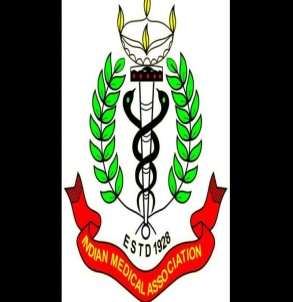 ESTD 1928
INDIAN MEDICAL ASSOCIATION